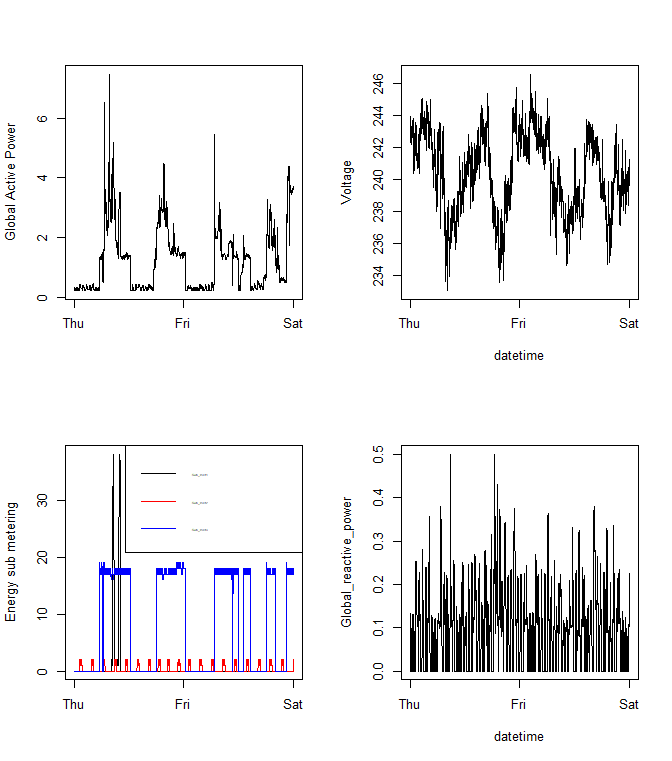 Global Active Power
0 2 4 6
Thu Fri Sat
Voltage
234 236 238 240 242 244 246
Thu Fri Sat
datetime
Energy sub metering
0 10 20 30
Thu Fri Sat
Global_reactive_power
0.0 0.1 0.2 0.3 0.4 0.5
Thu Fri Sat
datetime